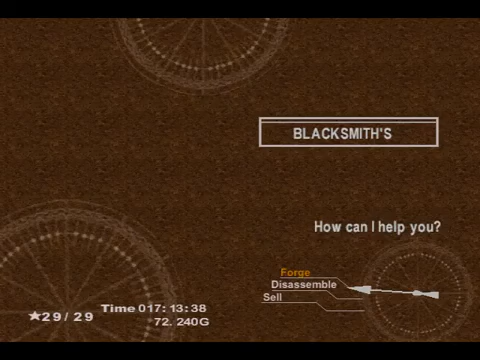 BLACKSMITH'S
How can I help you?
Forge
Disassemble
Sell
★29/ 29
Time 017: 13: 38
72. 240G